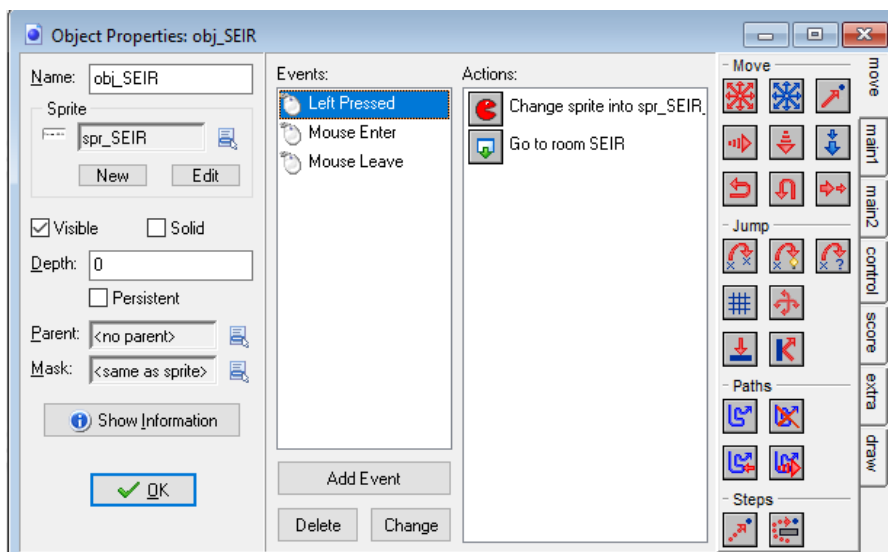 Object Properties: obj_SEIR
Name: obj_SEIR
Sprite
spr_SEIR
New Edit
Visible Solid
Depth: 0
Persistent
Parent: <no parent>
Mask: <same as sprite>
Show Information
OK
Events:
Left Pressed
Mouse Enter
Mouse Leave
Add Event
Delete Change
Actions:
Change sprite into spr_SEIR_
Go to room SEIR
Move
Jump
Paths
Steps
move
main1
main2
control
score
extra
draw